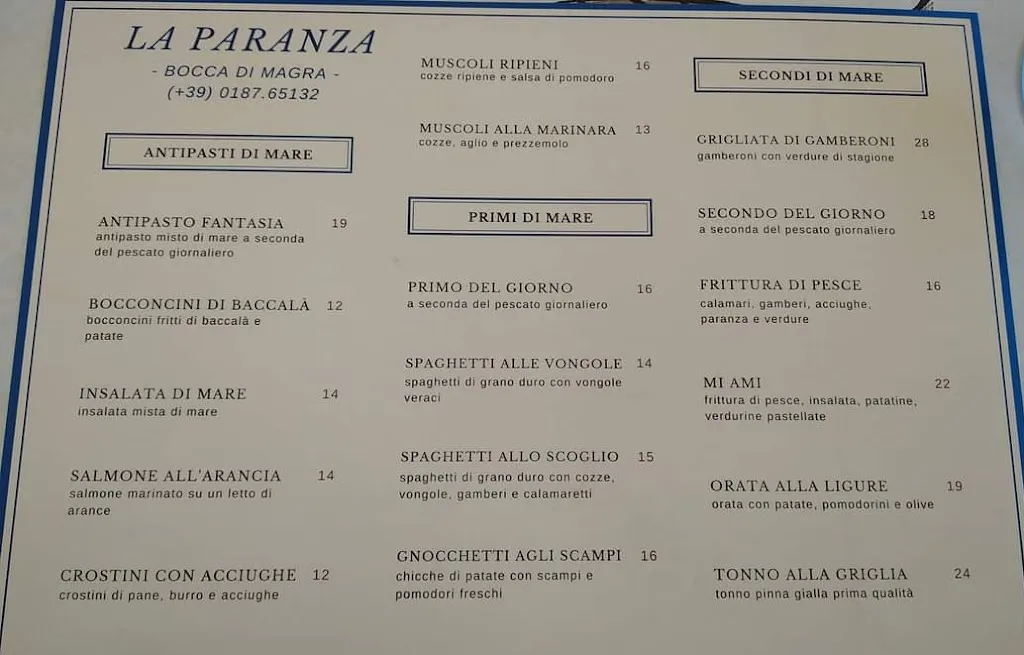 LA PARANZA
- BOCCA DI MAGRA -
(+39) 0187.65132
ANTIPASTI DI MARE
ANTIPASTO FANTASIA 19
antipasto misto di mare a seconda
del pescato giornaliero
BOCCONCINI DI BACCALÀ 12
bocconcini fritti di baccalà e
patate
INSALATA DI MARE 14
insalata mista di mare
SALMONE ALL'ARANCIA 14
salmone marinato su un letto di
arance
CROSTINI CON ACCIUGHE 12
crostini di pane, burro e acciughe
MUSCOLI RIPIENI 16
cozze ripiene e salsa di pomodoro
MUSCOLI ALLA MARINARA 13
cozze, aglio e prezzemolo
PRIMI DI MARE
PRIMO DEL GIORNO 16
a seconda del pescato giornaliero
SPAGHETTI ALLE VONGOLE 14
spaghetti di grano duro con vongole
veraci
SPAGHETTI ALLO SCOGLIO 15
spaghetti di grano duro con cozze,
vongole, gamberi e calamaretti
GNOCCHETTI AGLI SCAMPI 16
chicche di patate con scampi e
pomodori freschi
SECONDI DI MARE
GRIGLIATA DI GAMBERONI 28
gamberoni con verdure di stagione
SECONDO DEL GIORNO 18
a seconda del pescato giornaliero
FRITTURA DI PESCE 16
calamari, gamberi, acciughe,
paranza e verdure
MI AMI 22
frittura di pesce, insalata, patatine,
verdurine pastellate
ORATA ALLA LIGURE 19
orata con patate, pomodorini e olive
TONNO ALLA GRIGLIA 24
tonno pinna gialla prima qualità